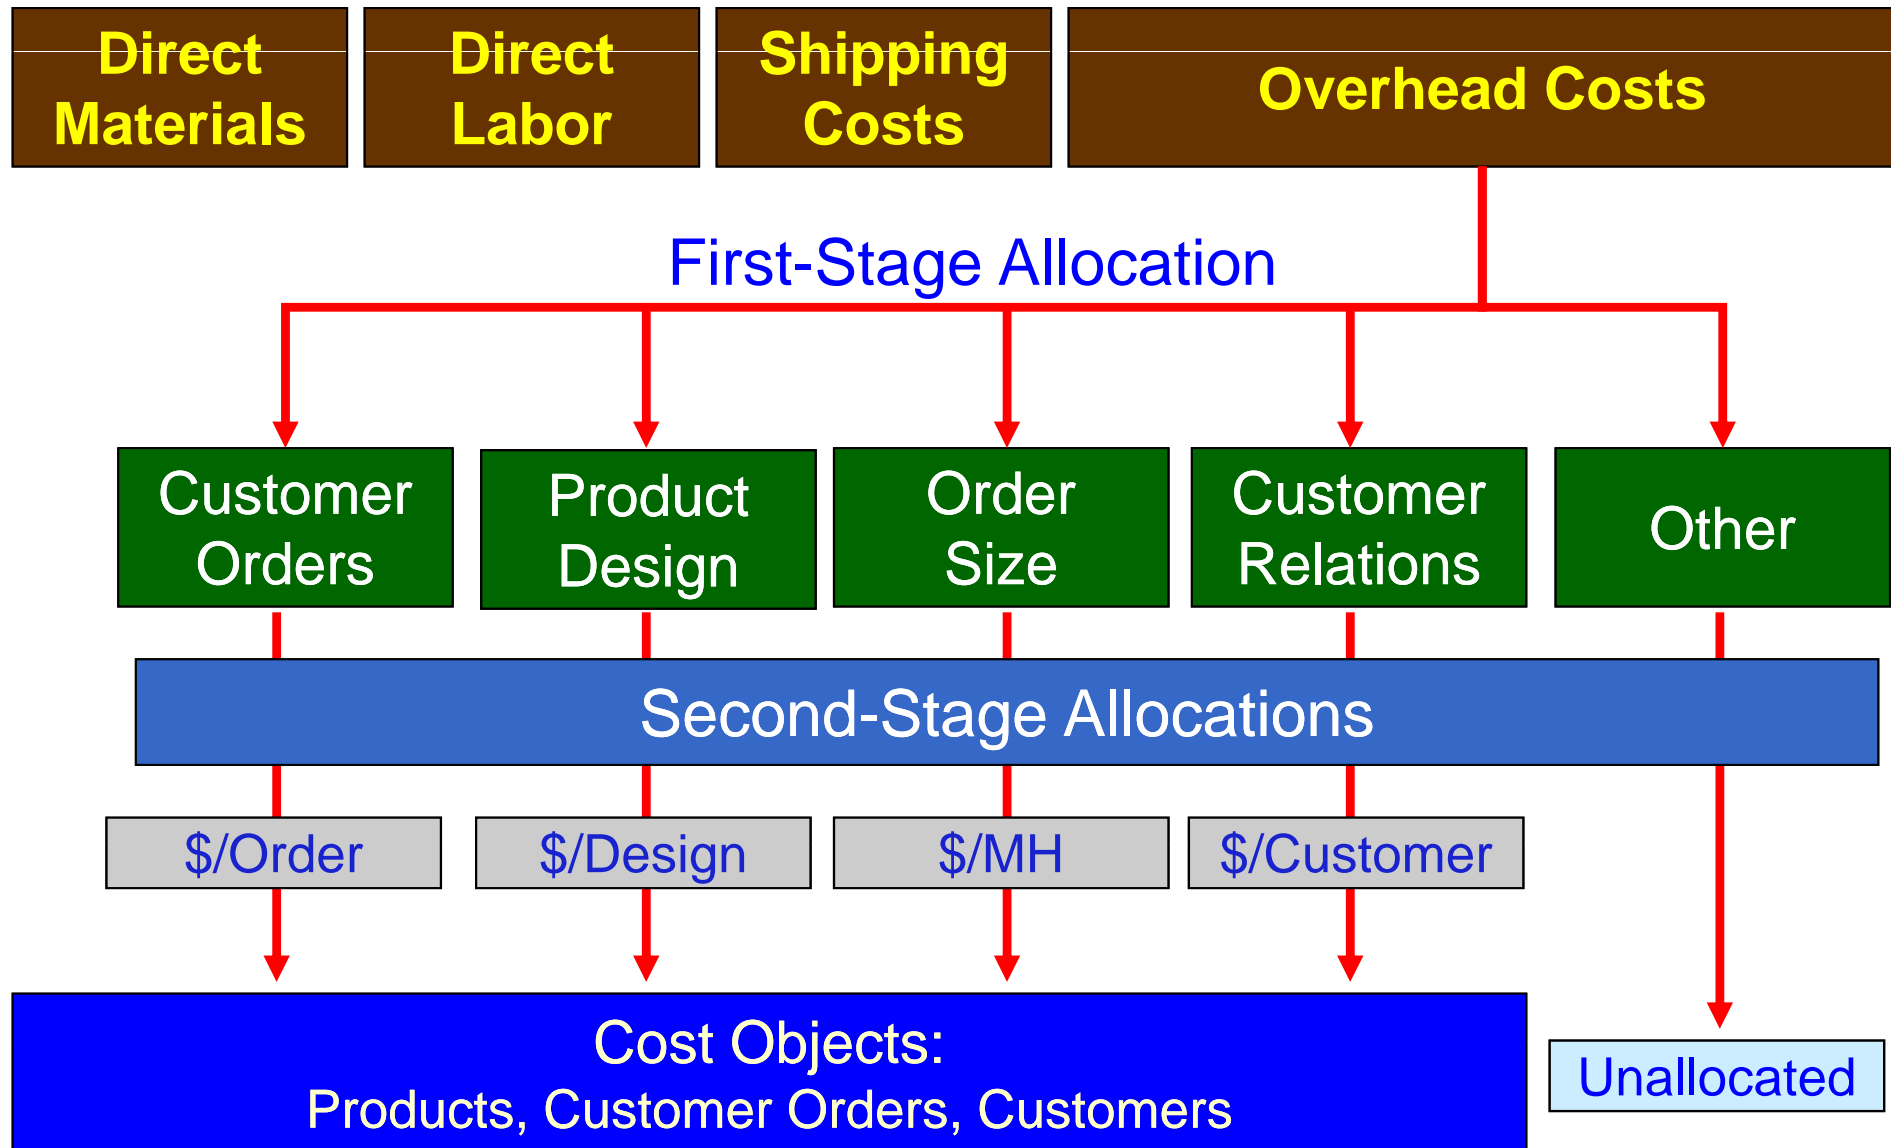 Direct
Materials
Direct
Labor
Shipping
Costs
Overhead Costs
First-Stage Allocation
Customer
Orders
Product
Design
Order
Size
Customer
Relations
Other
Second-Stage Allocations
$/Order
$/Design
$/MH
$/Customer
Cost Objects:
Products, Customer Orders, Customers
Unallocated